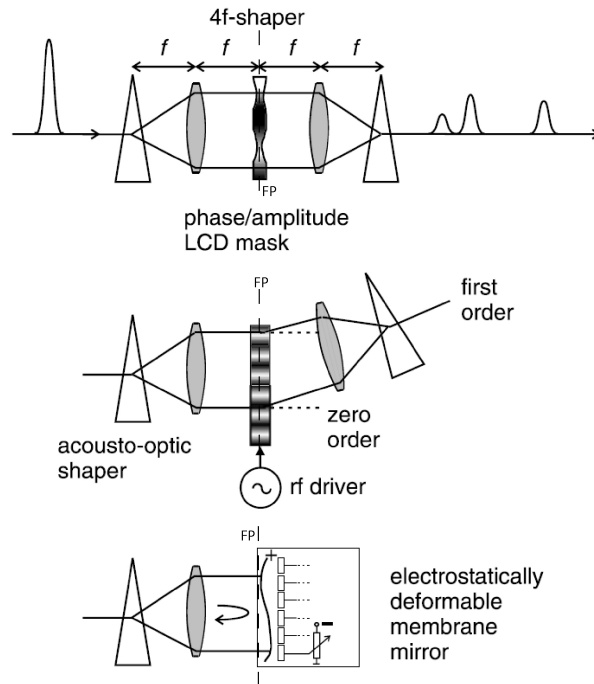 4f-shaper
f f f f
FP
phase/amplitude
LCD mask
FP
first
order
zero
order
acousto-optic
shaper
rf driver
FP
+
-
electrostatically
deformable
membrane
mirror